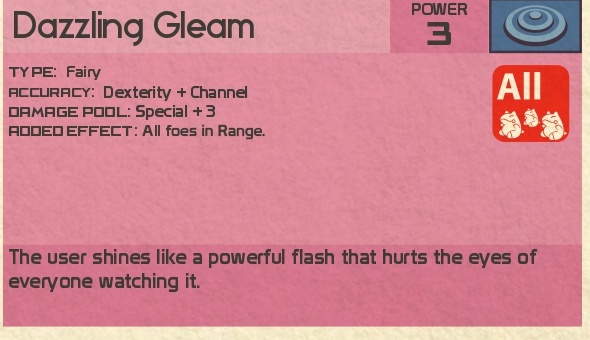 Dazzling Gleam
POWER
3
TYPE: Fairy
ACCURACY: Dexterity + Channel
DAMAGE POOL: Special + 3
ADDED EFFECT: All foes in Range.
All
The user shines like a powerful flash that hurts the eyes of
everyone watching it.